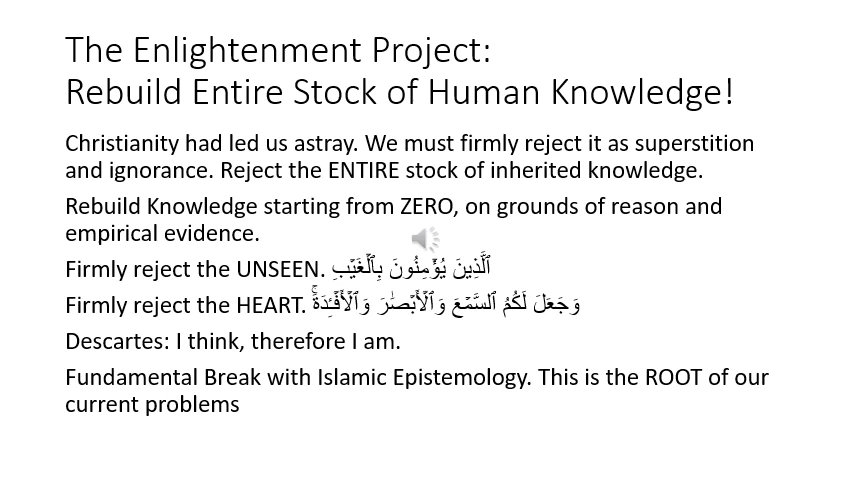 The Enlightenment Project:
Rebuild Entire Stock of Human Knowledge!
Christianity had led us astray. We must firmly reject it as superstition
and ignorance. Reject the ENTIRE stock of inherited knowledge.
Rebuild Knowledge starting from ZERO, on grounds of reason and
empirical evidence.
Firmly reject the UNSEEN. ٱلَّذِينَ يُؤۡمِنُونَ بِٱلۡغَيۡبِ
Firmly reject the HEART. وَجَعَلَ لَكُمُ ٱلسَّمۡعَ وَٱلۡأَبۡصَٰرَ وَٱلۡأَفۡـِٔدَةَۚ
Descartes: I think, therefore I am.
Fundamental Break with Islamic Epistemology. This is the ROOT of our
current problems